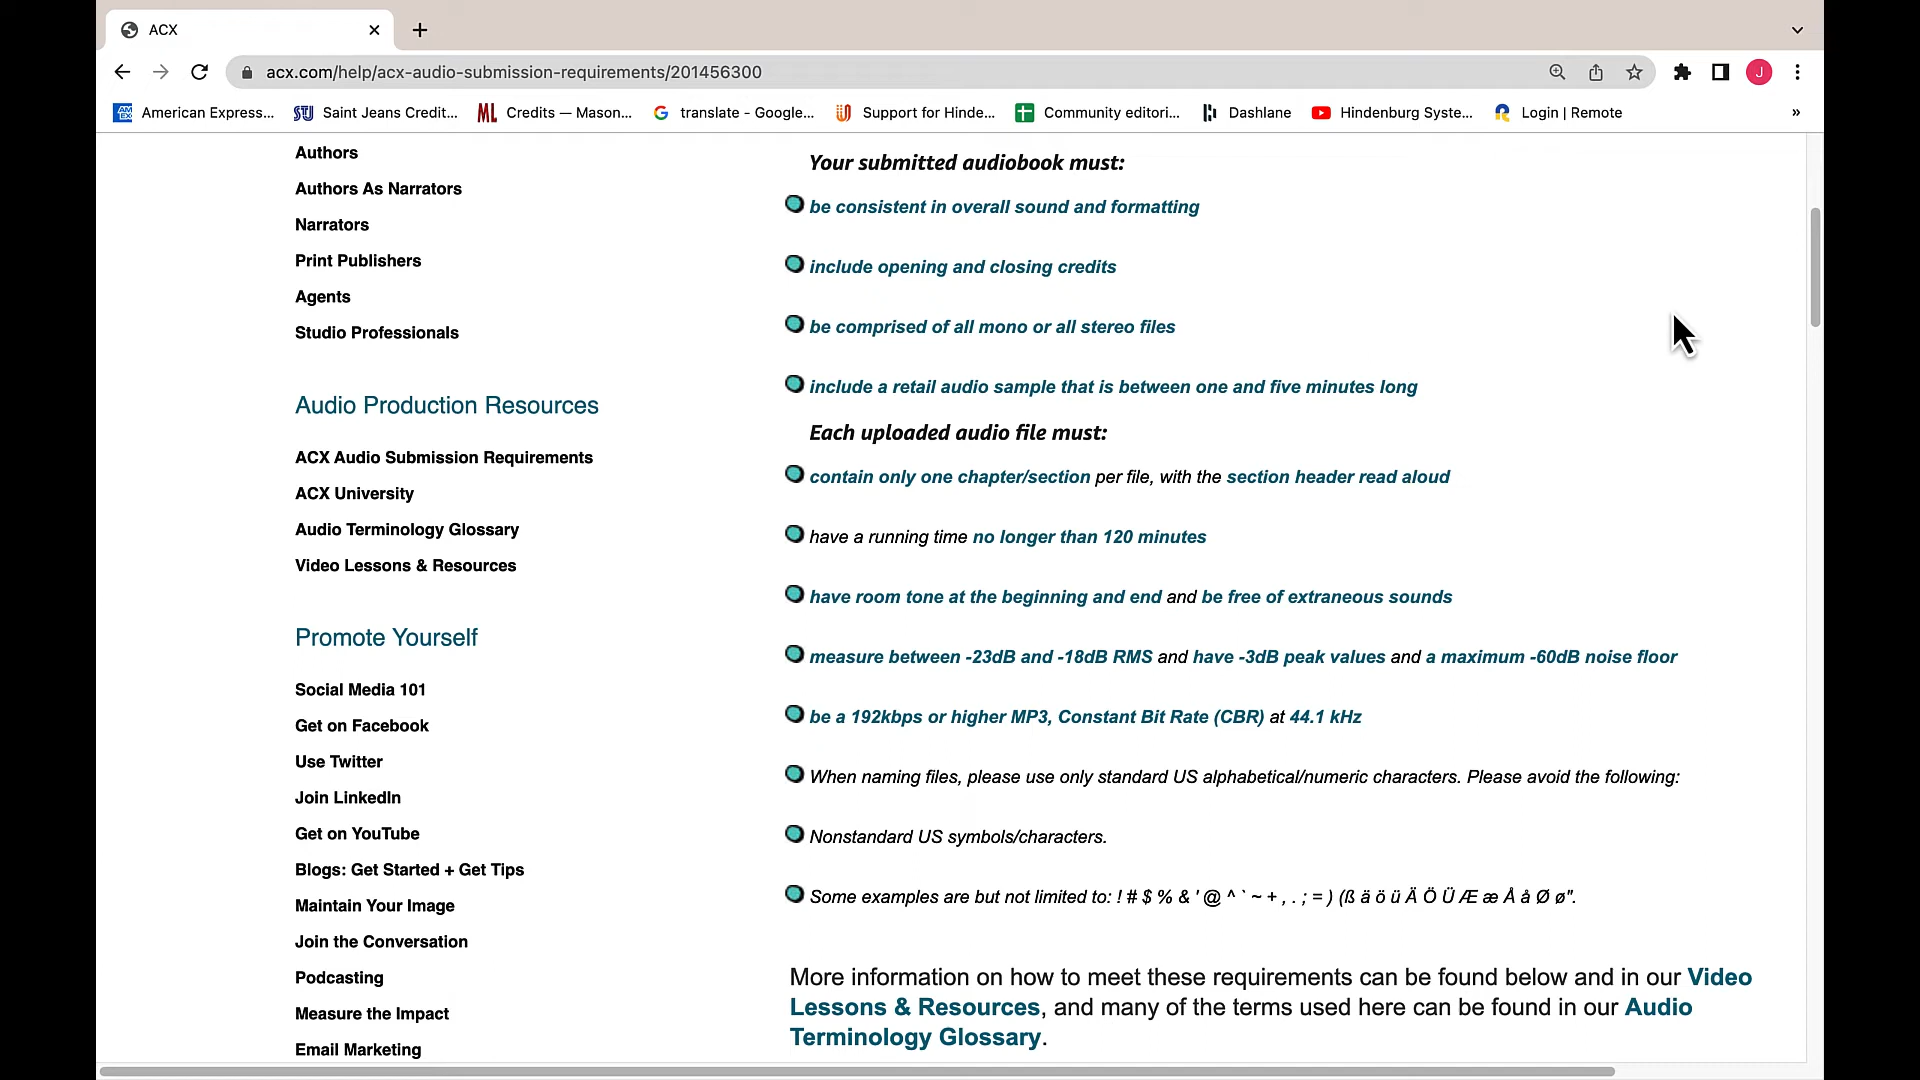 ACX
acx.com/help/acx-audio-submission-requirements/201456300
J
American Express...
Saint Jeans Credit...
Credits — Mason...
translate - Google...
Support for Hinde...
Community editori...
Dashlane
Hindenburg Syste...
Login | Remote
»
Authors
Authors As Narrators
Narrators
Print Publishers
Agents
Studio Professionals
Audio Production Resources
ACX Audio Submission Requirements
ACX University
Audio Terminology Glossary
Video Lessons & Resources
Promote Yourself
Social Media 101
Get on Facebook
Use Twitter
Join LinkedIn
Get on YouTube
Blogs: Get Started + Get Tips
Maintain Your Image
Join the Conversation
Podcasting
Measure the Impact
Email Marketing
Your submitted audiobook must:
be consistent in overall sound and formatting
include opening and closing credits
be comprised of all mono or all stereo files
include a retail audio sample that is between one and five minutes long
Each uploaded audio file must:
contain only one chapter/section per file, with the section header read aloud
have a running time no longer than 120 minutes
have room tone at the beginning and end and be free of extraneous sounds
measure between -23dB and -18dB RMS and have -3dB peak values and a maximum -60dB noise floor
be a 192kbps or higher MP3, Constant Bit Rate (CBR) at 44.1 kHz
When naming files, please use only standard US alphabetical/numeric characters. Please avoid the following:
Nonstandard US symbols/characters.
Some examples are but not limited to: ! # $ % & ' @ ^ ` ~ + , . ; = ) (ß ä ö ü Ä Ö Ü Æ æ Å å Ø ø".
More information on how to meet these requirements can be found below and in our Video
Lessons & Resources, and many of the terms used here can be found in our Audio
Terminology Glossary.